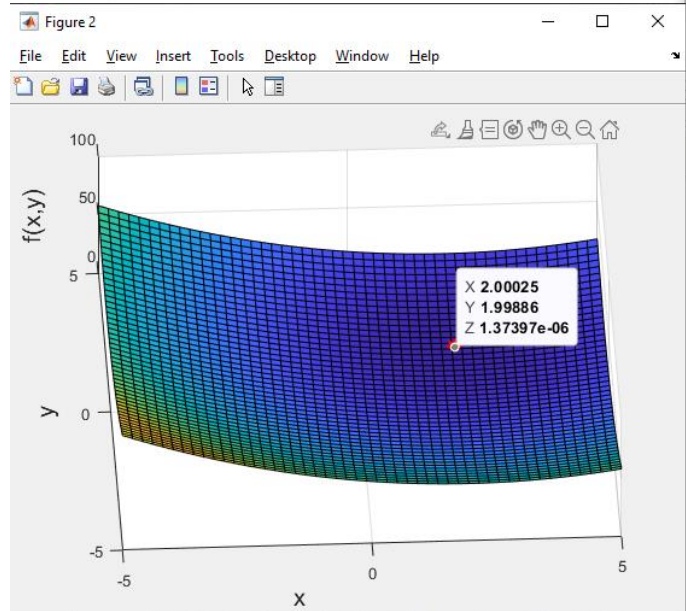 Figure 2
File Edit View Insert Tools Desktop Window Help
100
50
0
f(x,y)
5
0
-5
y
X 2.00025
Y 1.99886
Z 1.37397e-06
-5
0
5
x